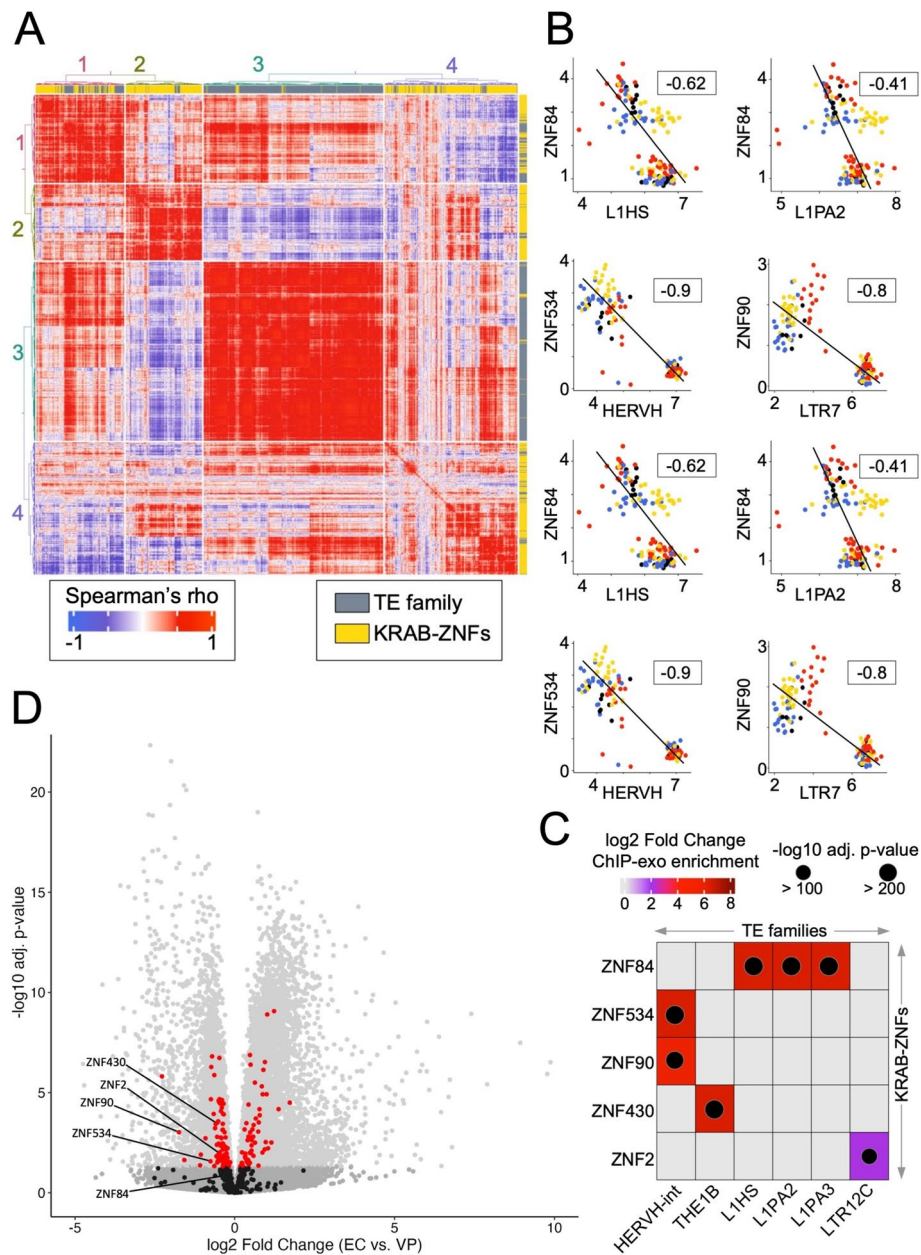 A
1
2
3
4
1
2
3
4
Spearman's rho
-1
1
TE family
KRAB-ZNFs
B
-0.62
4
ZNF84
1
4
7
L1HS
-0.41
4
ZNF84
1
5
6
8
L1PA2
-0.9
4
ZNF534
0
4
7
HERVH
-0.8
3
ZNF90
0
2
6
LTR7
-0.62
4
ZNF84
1
4
7
L1HS
-0.41
4
ZNF84
1
5
6
8
L1PA2
-0.9
4
ZNF534
0
4
7
HERVH
-0.8
3
ZNF90
0
2
6
LTR7
D
20
15
10
5
0
-log10 adj. p-value
ZNF430
ZNF2
ZNF90
ZNF534
ZNF84
-5
0
5
10
log2 Fold Change (EC vs. VP)
C
log2 Fold Change
ChIP-exo enrichment
0 2 4 6 8
-log10 adj. p-value
> 100
> 200
TE families
ZNF84
ZNF534
ZNF90
ZNF430
ZNF2
KRAB-ZNFs
HERVH-int
THE1B
L1HS
L1PA2
L1PA3
LTR12C